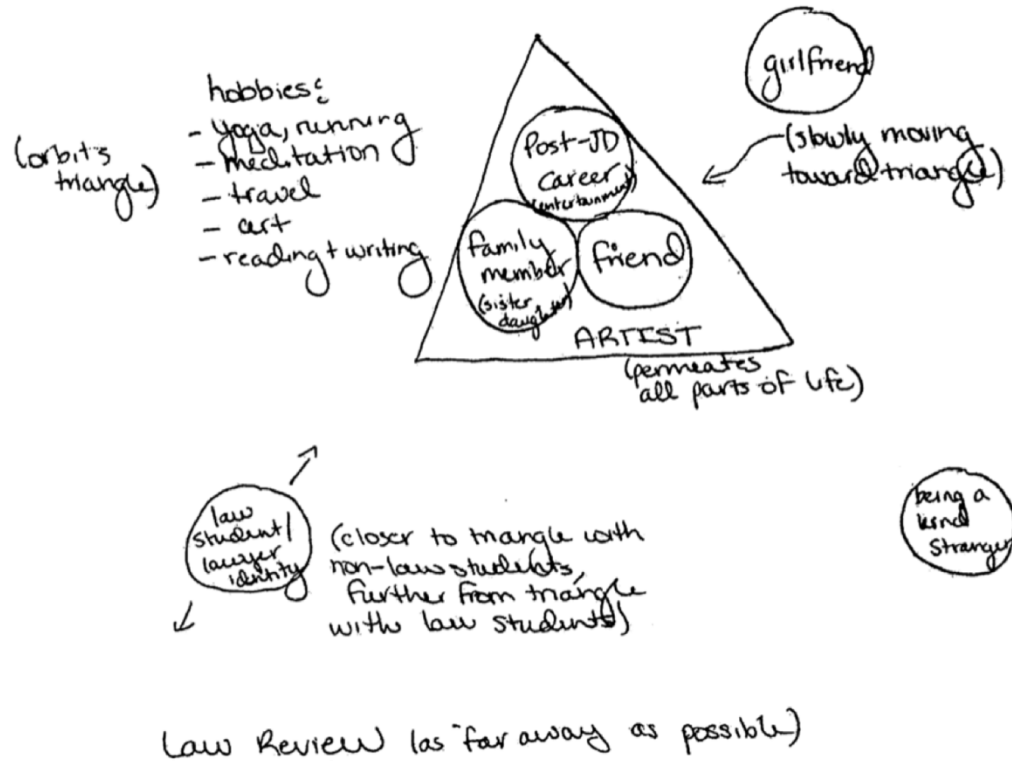 girlfriend
(slowly moving
toward triangle)
hobbies:
- yoga, running
- meditation
- travel
- art
- reading + writing
(orbits
triangle)
Post-JD
career
(entertainment)
family
member
(sister
daughter)
friend
ARTIST
(permeates
all parts of life)
law
student/
lawyer
identity
(closer to triangle with
non-law students,
further from triangle
with law students)
being a
kind
stranger
Law Review (as far away as possible)